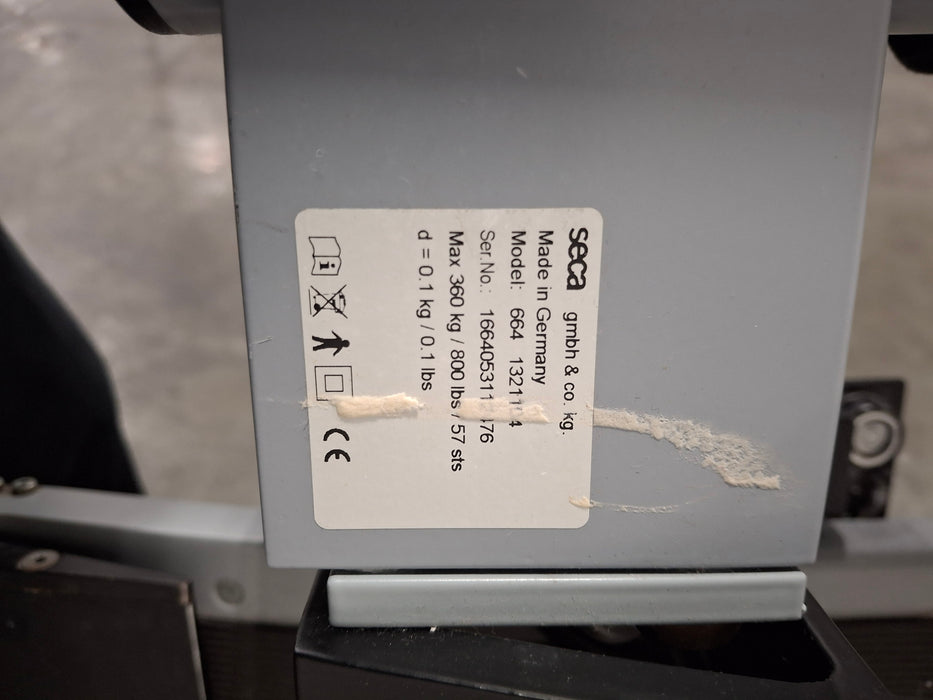 seca gmbh & co. kg.
Made in Germany
Model: 664
Ser.No.:
Max 360 kg / 800 lbs / 57 sts
d = 0.1 kg / 0.1 lbs
CE